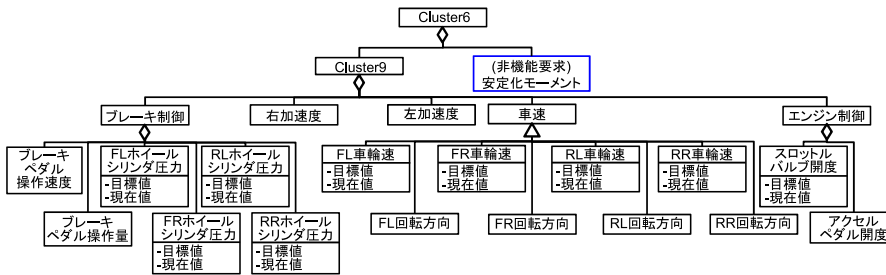 Cluster6
Cluster9
(非機能要求)
安定化モーメント
ブレーキ制御
右加速度
左加速度
車速
エンジン制御
ブレーキ
ペダル
操作速度
FLホイール
シリンダ圧力
-目標値
-現在値
RLホイール
シリンダ圧力
-目標値
-現在値
FL車輪速
-目標値
-現在値
FR車輪速
-目標値
-現在値
RL車輪速
-目標値
-現在値
RR車輪速
-目標値
-現在値
スロットル
バルブ開度
-目標値
-現在値
ブレーキ
ペダル操作量
FRホイール
シリンダ圧力
-目標値
-現在値
RRホイール
シリンダ圧力
-目標値
-現在値
FL回転方向
FR回転方向
RL回転方向
RR回転方向
アクセル
ペダル開度